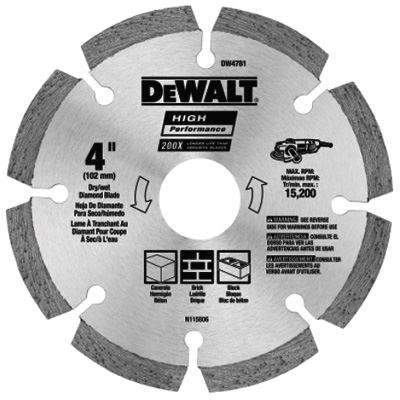 DW4781
DEWALT
HIGH
Performance
200X LONGER LIFE THAN
ABRASIVE BLADES
4"
(102 mm)
Dry/wet
Diamond Blade
Hoja De Diamante
Para Seco/húmedo
Lame À Tranchant Au
Diamant Pour Coupe
À Sec/à L'eau
MAX. RPM:
Máximas RPM:
Tr/min. max. :
15,200
WARNING: SEE REVERSE
SIDE FOR WARNINGS BEFORE USE
ADVERTENCIA: CONSULTE EL
DORSO PARA VER LAS
ADVERTENCIAS ANTES DE USAR
AVERTISSEMENT: CONSULTER
LES AVERTISSEMENTS AU
VERSO AVANT D'UTILISER
Concrete
Hormigón
Béton
Brick
Ladrillo
Brique
Block
Bloque
Bloc de béton
N115806